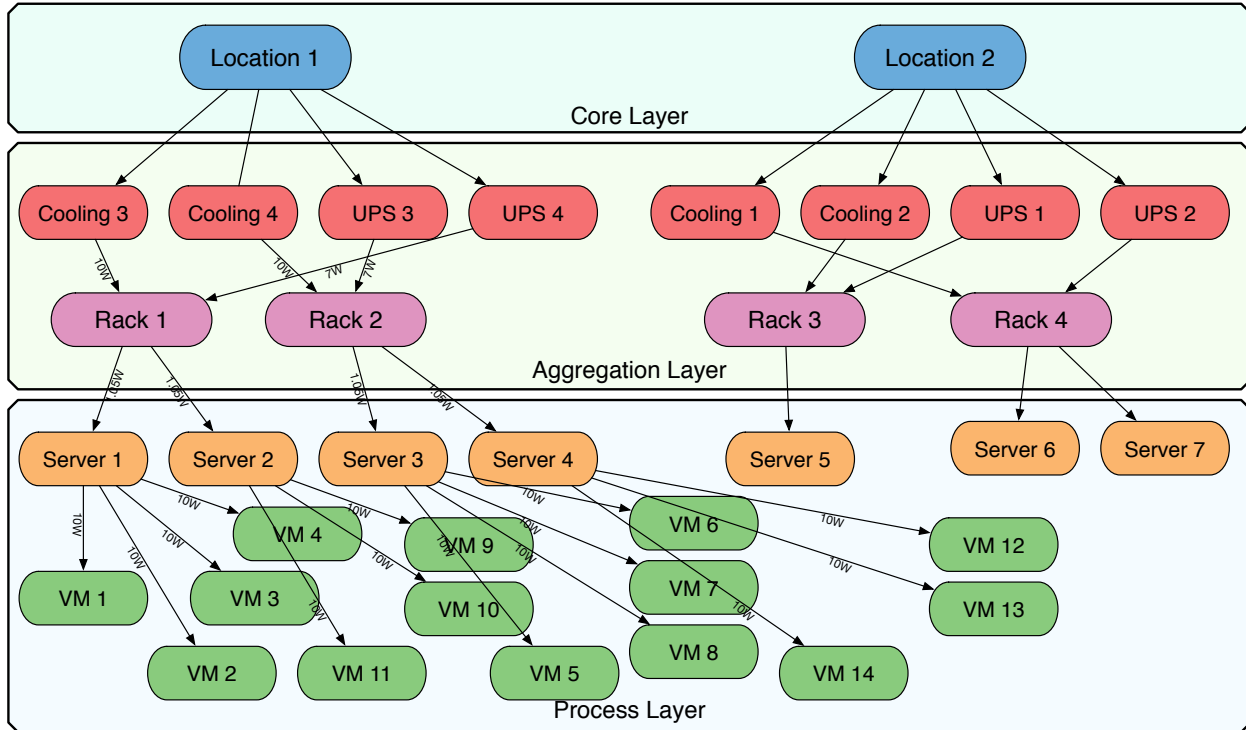 Location 1
Location 2
Core Layer
Cooling 3
Cooling 4
UPS 3
UPS 4
Cooling 1
Cooling 2
UPS 1
UPS 2
10W
10W
7W
7W
Rack 1
Rack 2
Rack 3
Rack 4
Aggregation Layer
1.05W
1.05W
1.05W
1.05W
Server 1
Server 2
Server 3
Server 4
Server 5
Server 6
Server 7
10W
10W
10W
10W
10W
10W
10W
10W
10W
10W
10W
10W
10W
10W
VM 4
VM 9
VM 6
VM 12
VM 1
VM 3
VM 10
VM 7
VM 13
VM 2
VM 11
VM 5
VM 8
VM 14
Process Layer